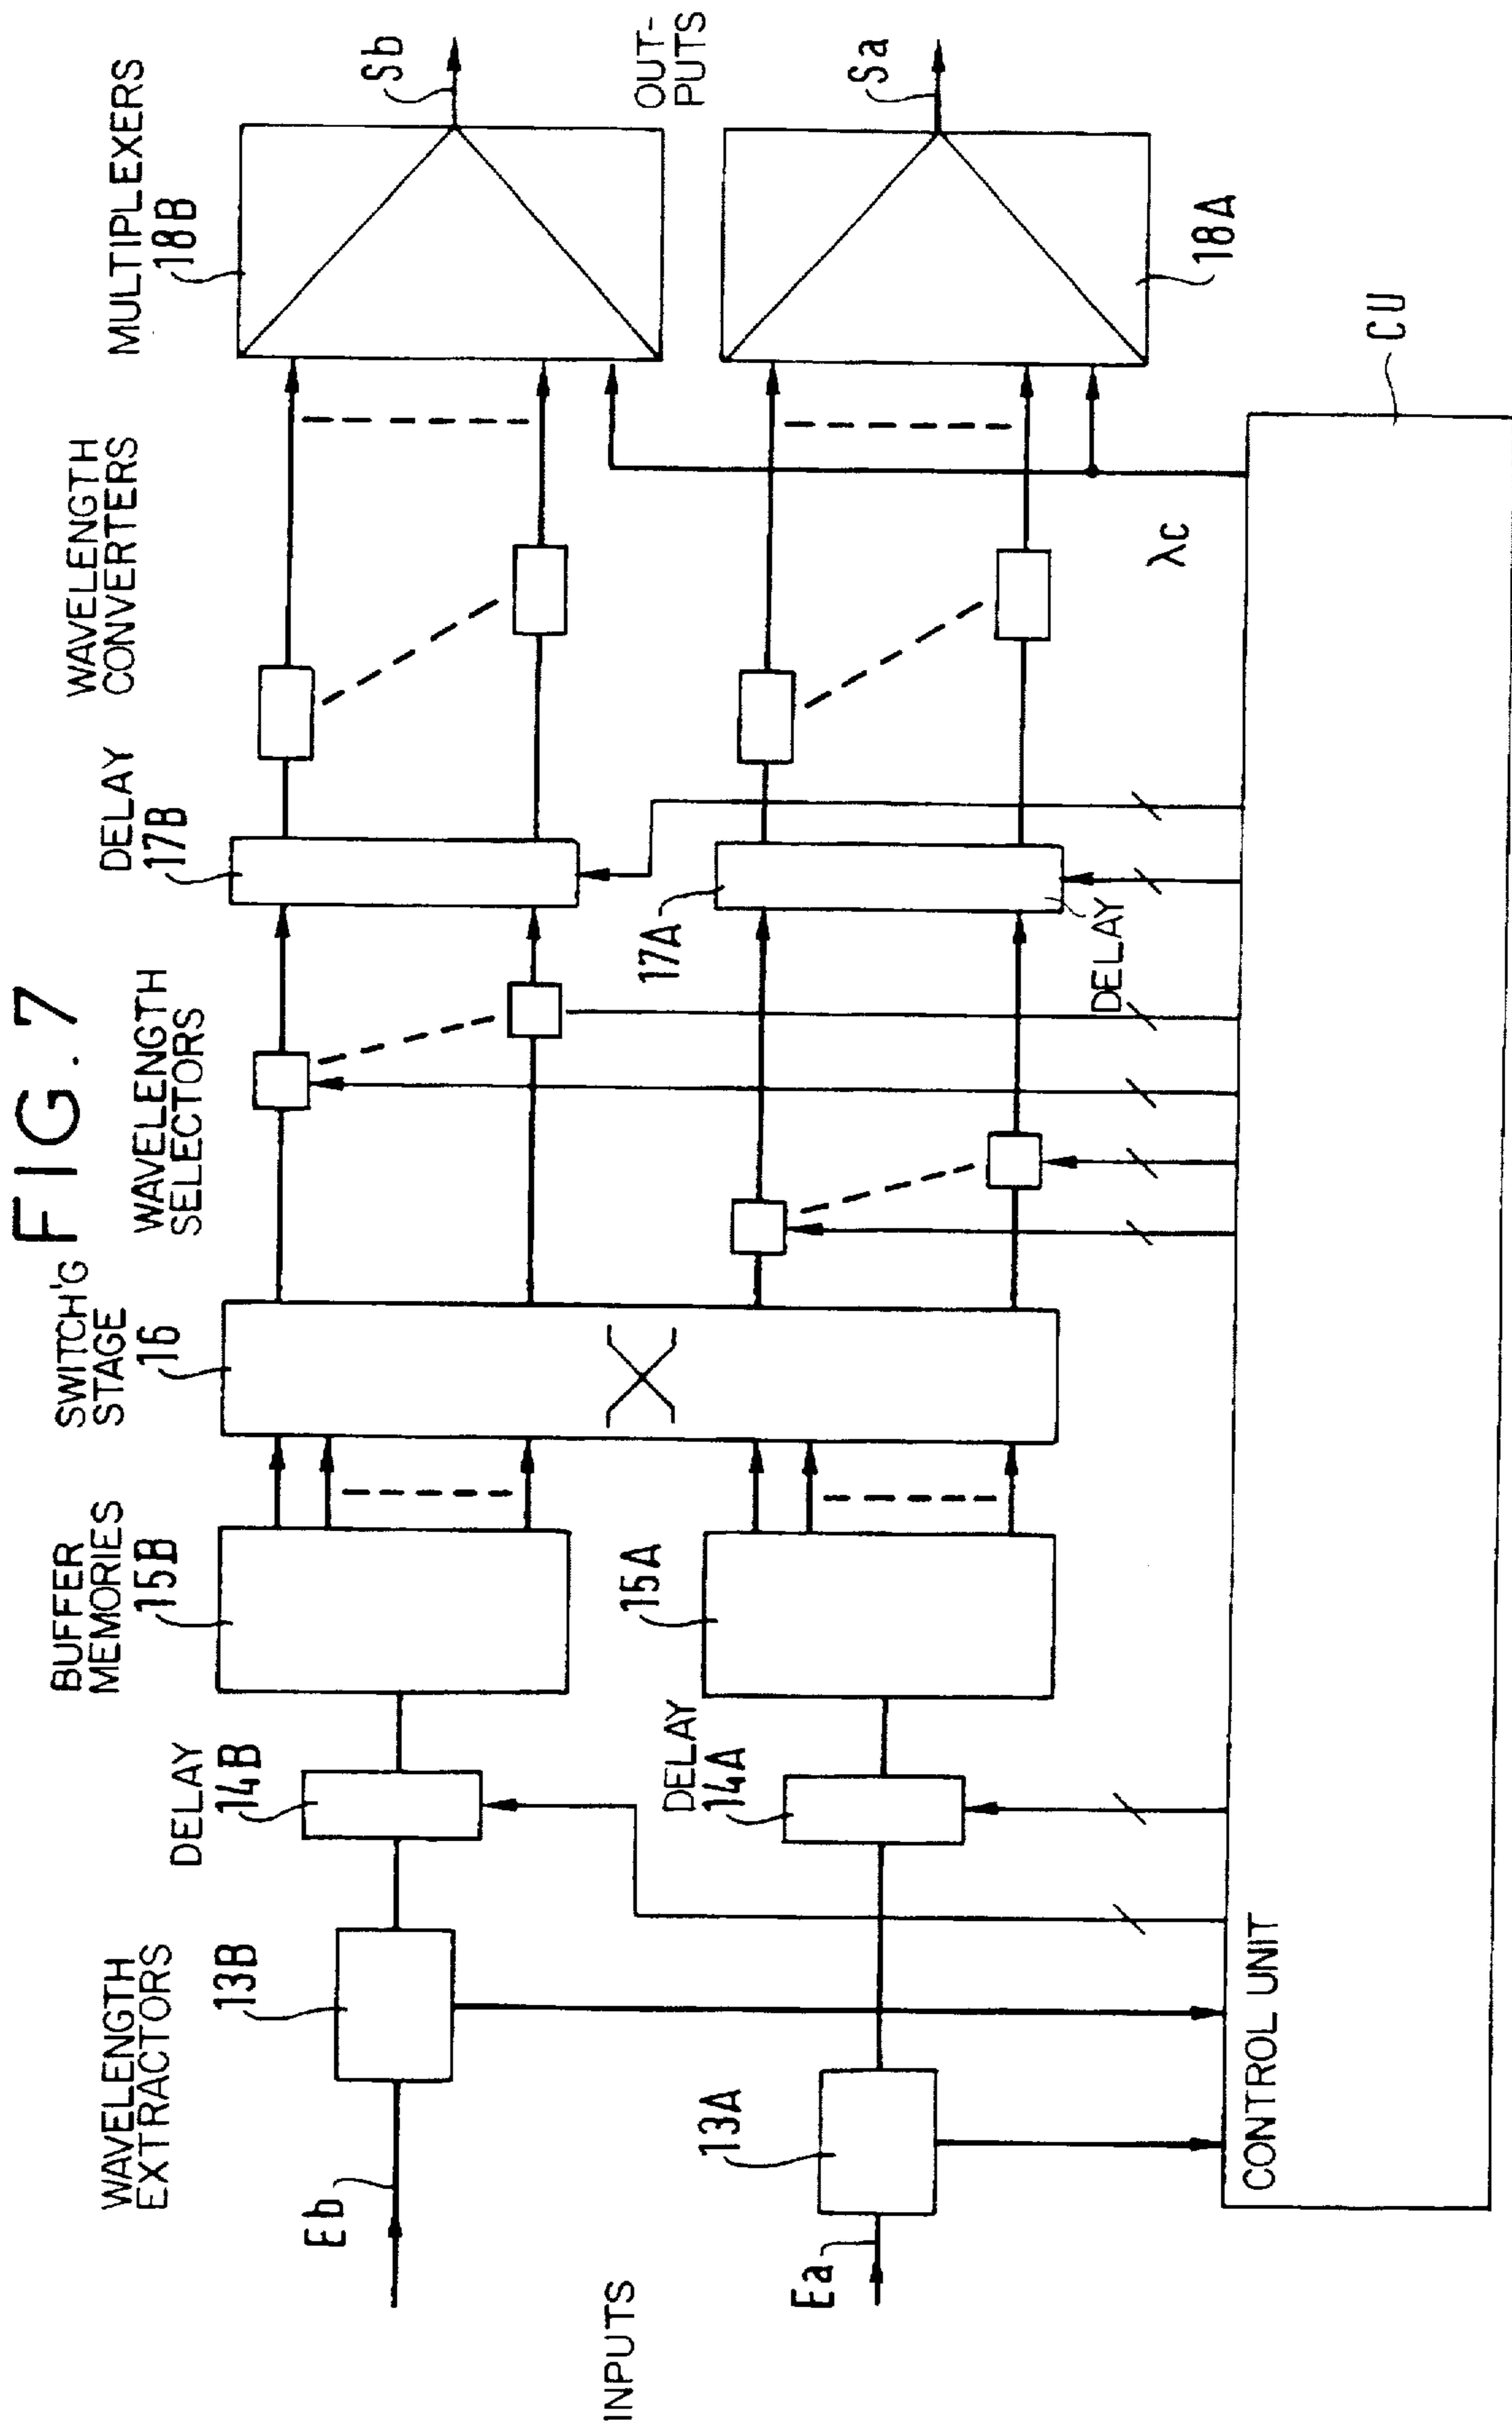 FIG. 7
INPUTS
WAVELENGTH
EXTRACTORS
13B
Eb
13A
Ea
DELAY
14B
DELAY
14A
BUFFER
MEMORIES
15B
15A
SWITCH'G
STAGE
16
WAVELENGTH
SELECTORS
DELAY
17B
17A
DELAY
WAVELENGTH
CONVERTERS
MULTIPLEXERS
18B
18A
Sb
OUT-
PUTS
Sa
λc
CONTROL UNIT
CU